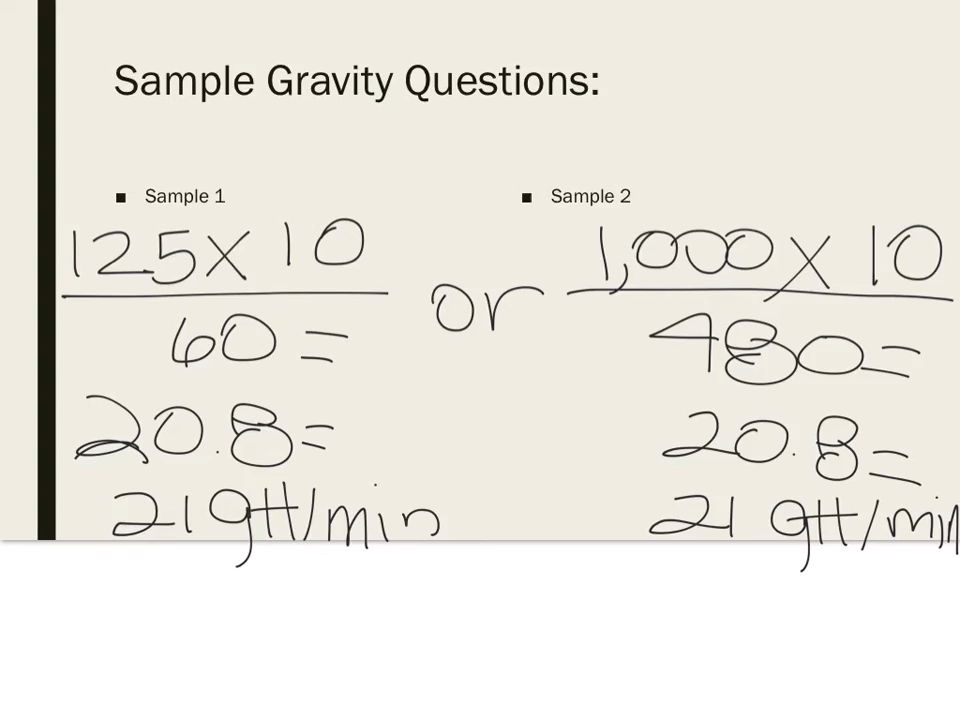 Sample Gravity Questions:
■ Sample 1
125 x 10
60 =
20.8 =
21 gtt/min
or
■ Sample 2
1,000 x 10
480 =
20.8 =
21 gtt/min